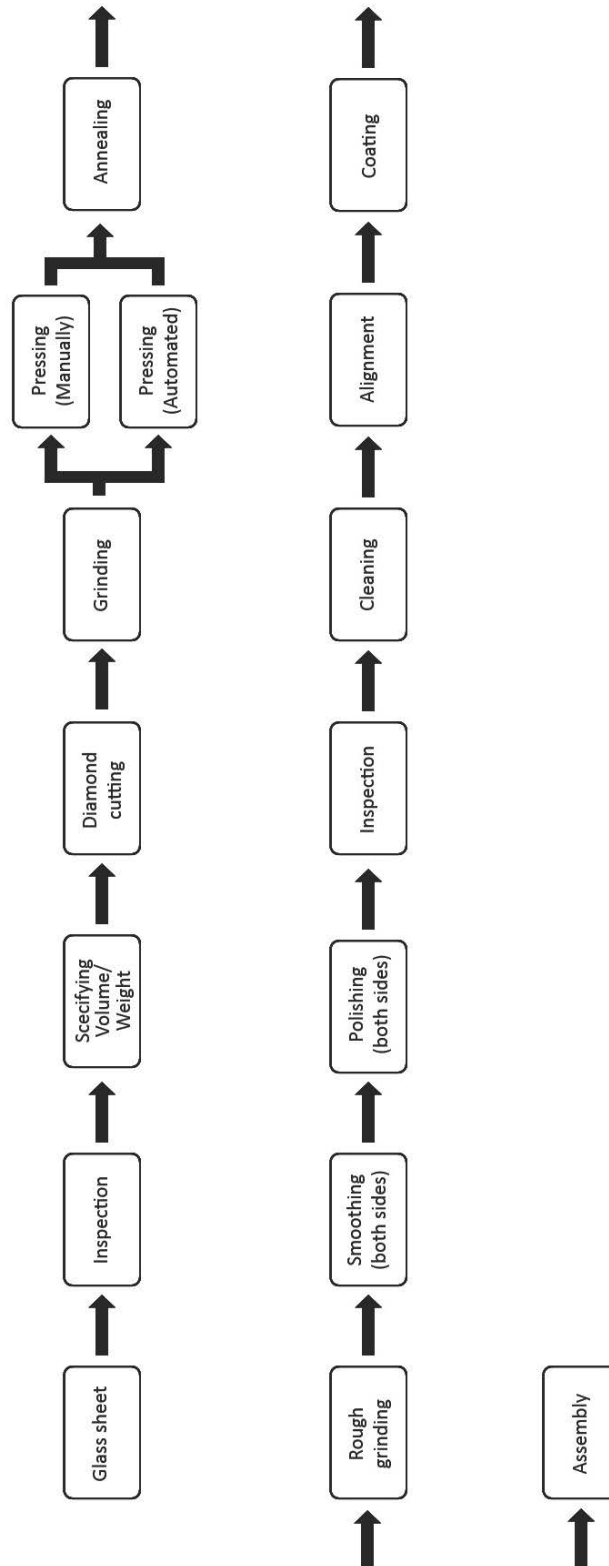 Glass sheet
Inspection
Scecifying
Volume/
Weight
Diamond
cutting
Grinding
Pressing
(Manually)
Pressing
(Automated)
Annealing
Rough
grinding
Smoothing
(both sides)
Polishing
(both sides)
Inspection
Cleaning
Alignment
Coating
Assembly